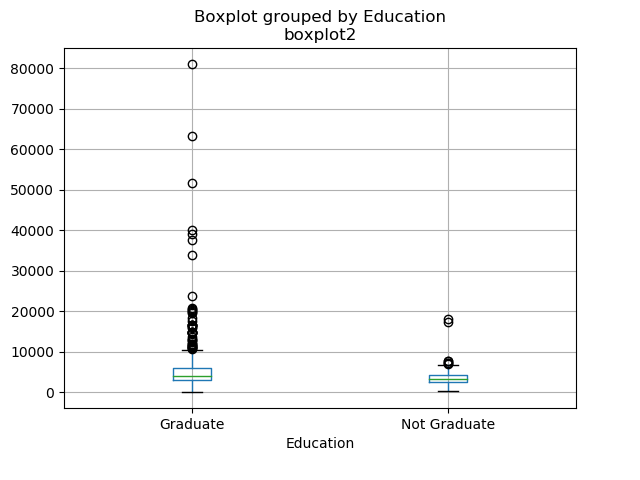 Boxplot grouped by Education
boxplot2
80000
70000
60000
50000
40000
30000
20000
10000
0
Graduate
Not Graduate
Education